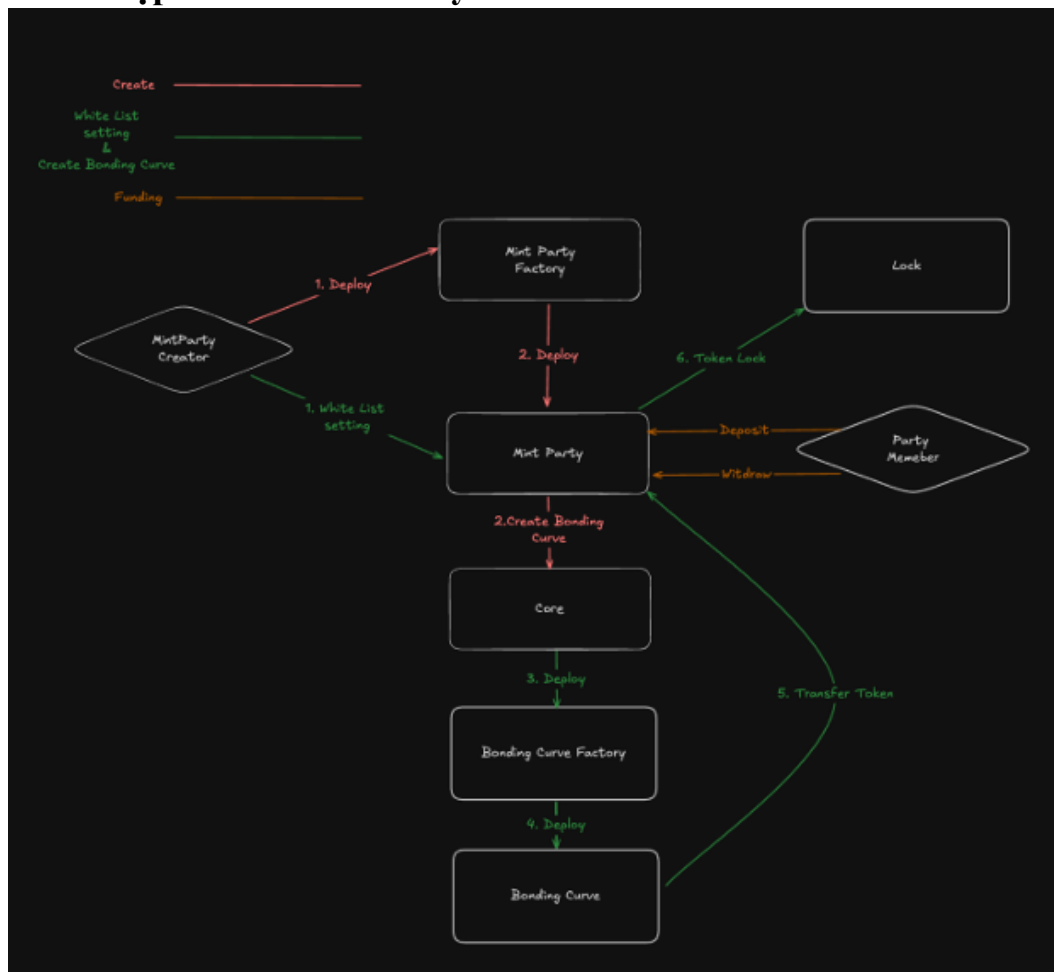 Create
White List
setting
&
Create Bonding Curve
Funding
Mint Party
Factory
Lock
1. Deploy
MintParty
Creator
2. Deploy
6. Token Lock
1. White List
setting
Mint Party
Deposit
Party
Memeber
Witdraw
2.Create Bonding
Curve
Core
3. Deploy
5. Transfer Token
Bonding Curve Factory
4. Deploy
Bonding Curve